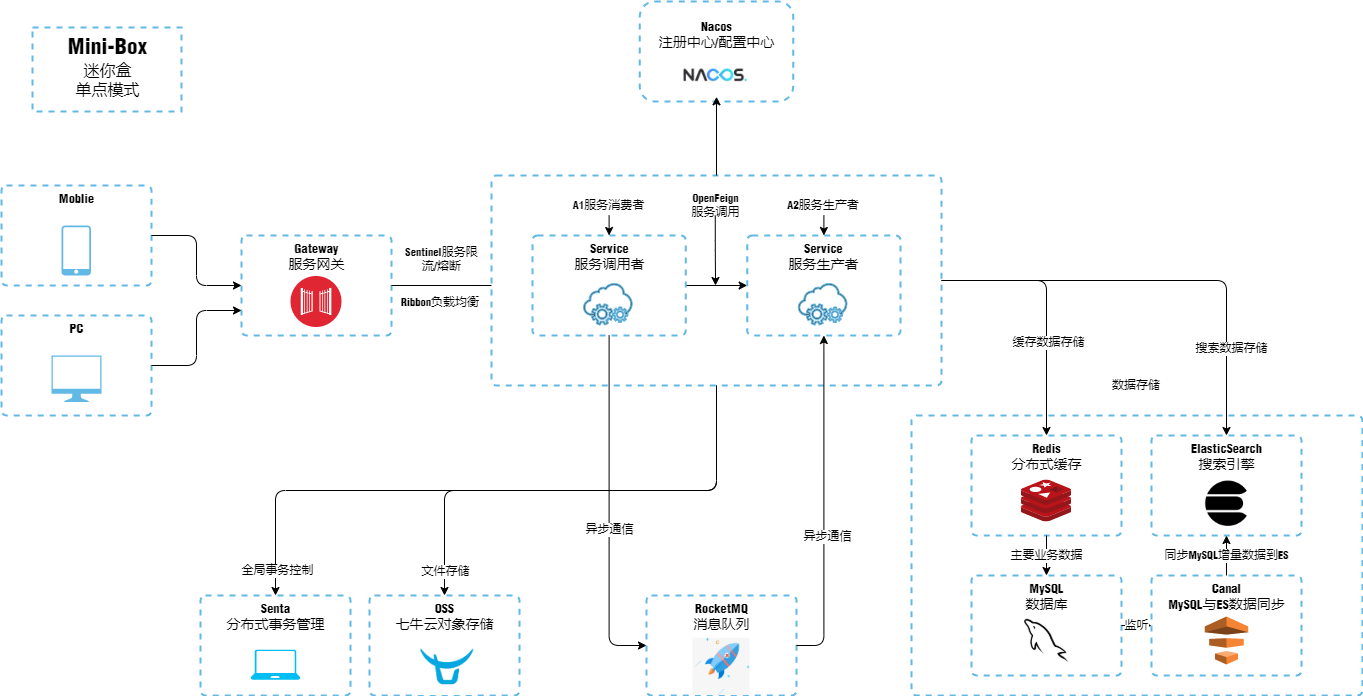 Mini-Box
迷你盒
单点模式
Nacos
注册中心/配置中心
NACOS.
Moblie
PC
Gateway
服务网关
Sentinel服务限
流/熔断
Ribbon负载均衡
A1服务消费者
OpenFeign
服务调用
A2服务生产者
Service
服务调用者
Service
服务生产者
缓存数据存储
搜索数据存储
数据存储
Redis
分布式缓存
ElasticSearch
搜索引擎
异步通信
异步通信
主要业务数据
同步MySQL增量数据到ES
全局事务控制
文件存储
Senta
分布式事务管理
OSS
七牛云对象存储
RocketMQ
消息队列
MySQL
数据库
监听
Canal
MySQL与ES数据同步